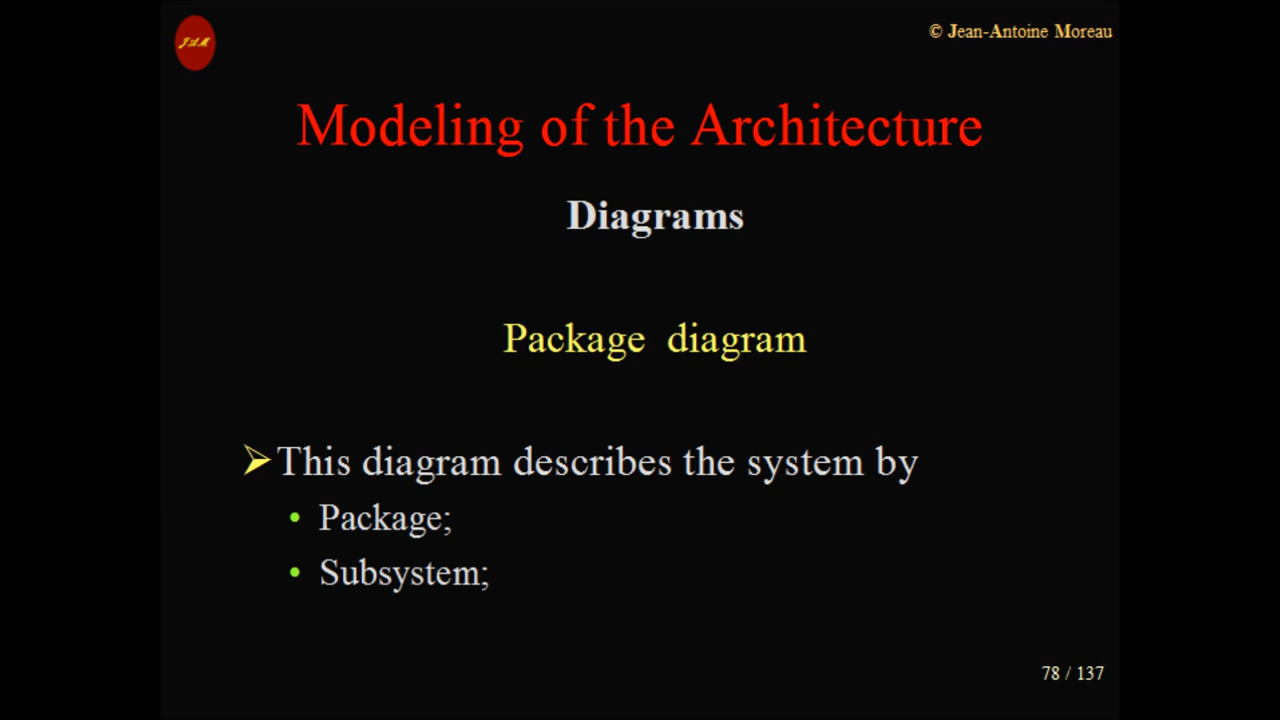 JAM
© Jean-Antoine Moreau
Modeling of the Architecture
Diagrams
Package diagram
This diagram describes the system by
Package;
Subsystem;
78 / 137